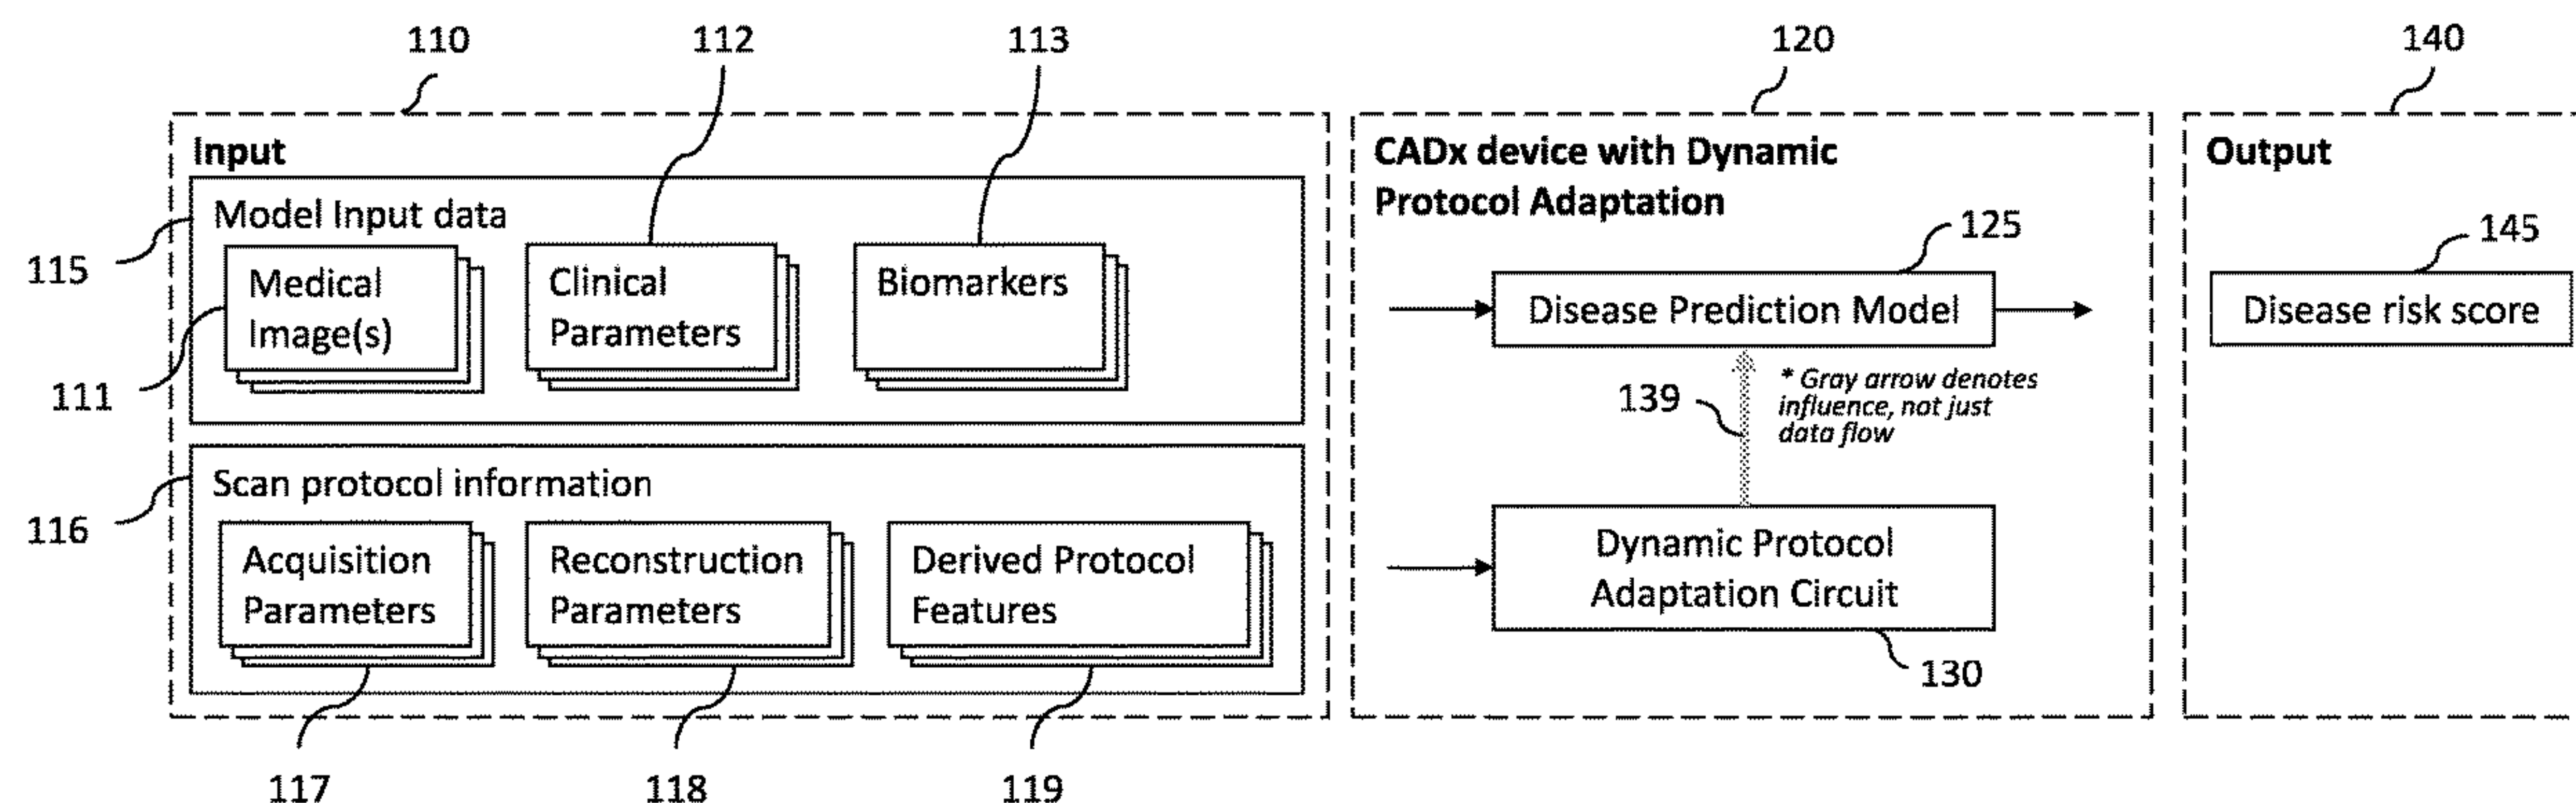 110
112
113
120
140
Input
CADx device with Dynamic
Protocol Adaptation
Output
Model Input data
115
Medical
Image(s)
111
Clinical
Parameters
Biomarkers
125
Disease Prediction Model
145
Disease risk score
139
* Gray arrow denotes
influence, not just
data flow
Scan protocol information
116
Acquisition
Parameters
Reconstruction
Parameters
Derived Protocol
Features
Dynamic Protocol
Adaptation Circuit
130
117
118
119